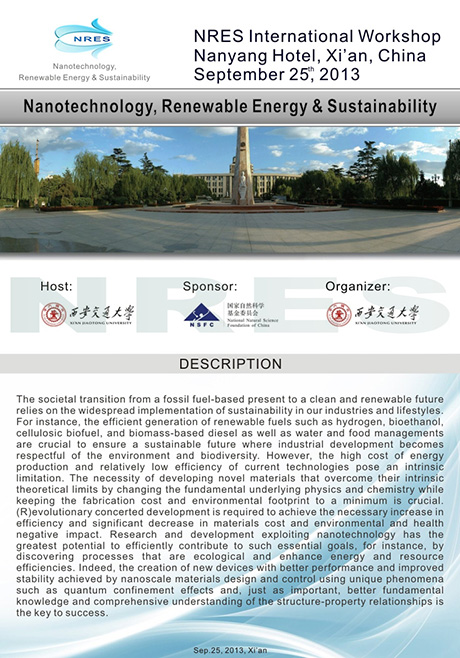 NRES
Nanotechnology,
Renewable Energy & Sustainability
NRES International Workshop
Nanyang Hotel, Xi'an, China
September 25th, 2013
Nanotechnology, Renewable Energy & Sustainability
NRES
Host:
Sponsor:
Organizer:
西安交通大学
XI'AN JIAOTONG UNIVERSITY
NSFC
国家自然科学
基金委员会
National Natural Science
Foundation of China
西安交通大学
XI'AN JIAOTONG UNIVERSITY
DESCRIPTION
The societal transition from a fossil fuel-based present to a clean and renewable future
relies on the widespread implementation of sustainability in our industries and lifestyles.
For instance, the efficient generation of renewable fuels such as hydrogen, bioethanol,
cellulosic biofuel, and biomass-based diesel as well as water and food managements
are crucial to ensure a sustainable future where industrial development becomes
respectful of the environment and biodiversity. However, the high cost of energy
production and relatively low efficiency of current technologies pose an intrinsic
limitation. The necessity of developing novel materials that overcome their intrinsic
theoretical limits by changing the fundamental underlying physics and chemistry while
keeping the fabrication cost and environmental footprint to a minimum is crucial.
(R)evolutionary concerted development is required to achieve the necessary increase in
efficiency and significant decrease in materials cost and environmental and health
negative impact. Research and development exploiting nanotechnology has the
greatest potential to efficiently contribute to such essential goals, for instance, by
discovering processes that are ecological and enhance energy and resource
efficiencies. Indeed, the creation of new devices with better performance and improved
stability achieved by nanoscale materials design and control using unique phenomena
such as quantum confinement effects and, just as important, better fundamental
knowledge and comprehensive understanding of the structure-property relationships is
the key to success.
Sep.25, 2013, Xi'an